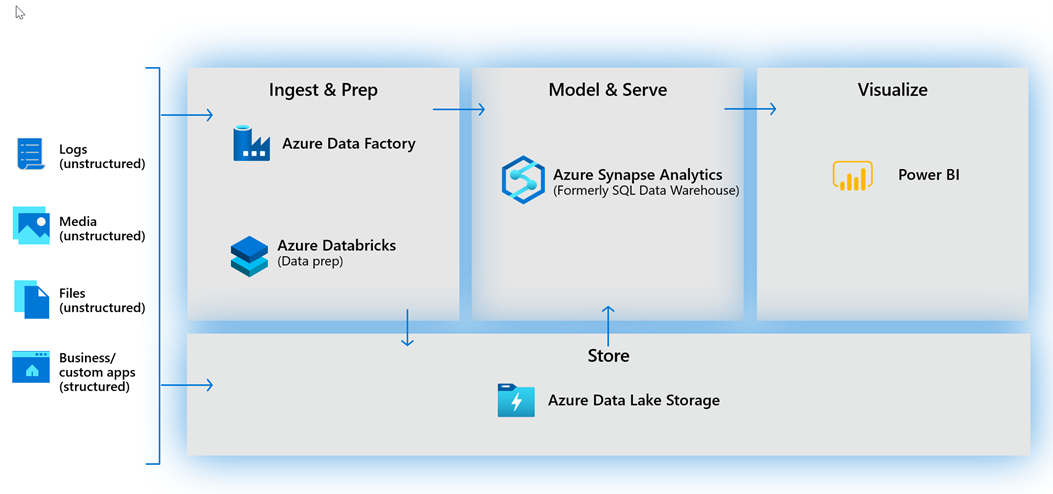 Ingest & Prep
Model & Serve
Visualize
Logs
(unstructured)
Media
(unstructured)
Files
(unstructured)
Business/
custom apps
(structured)
Azure Data Factory
Azure Databricks
(Data prep)
Azure Synapse Analytics
(Formerly SQL Data Warehouse)
Power BI
Store
Azure Data Lake Storage